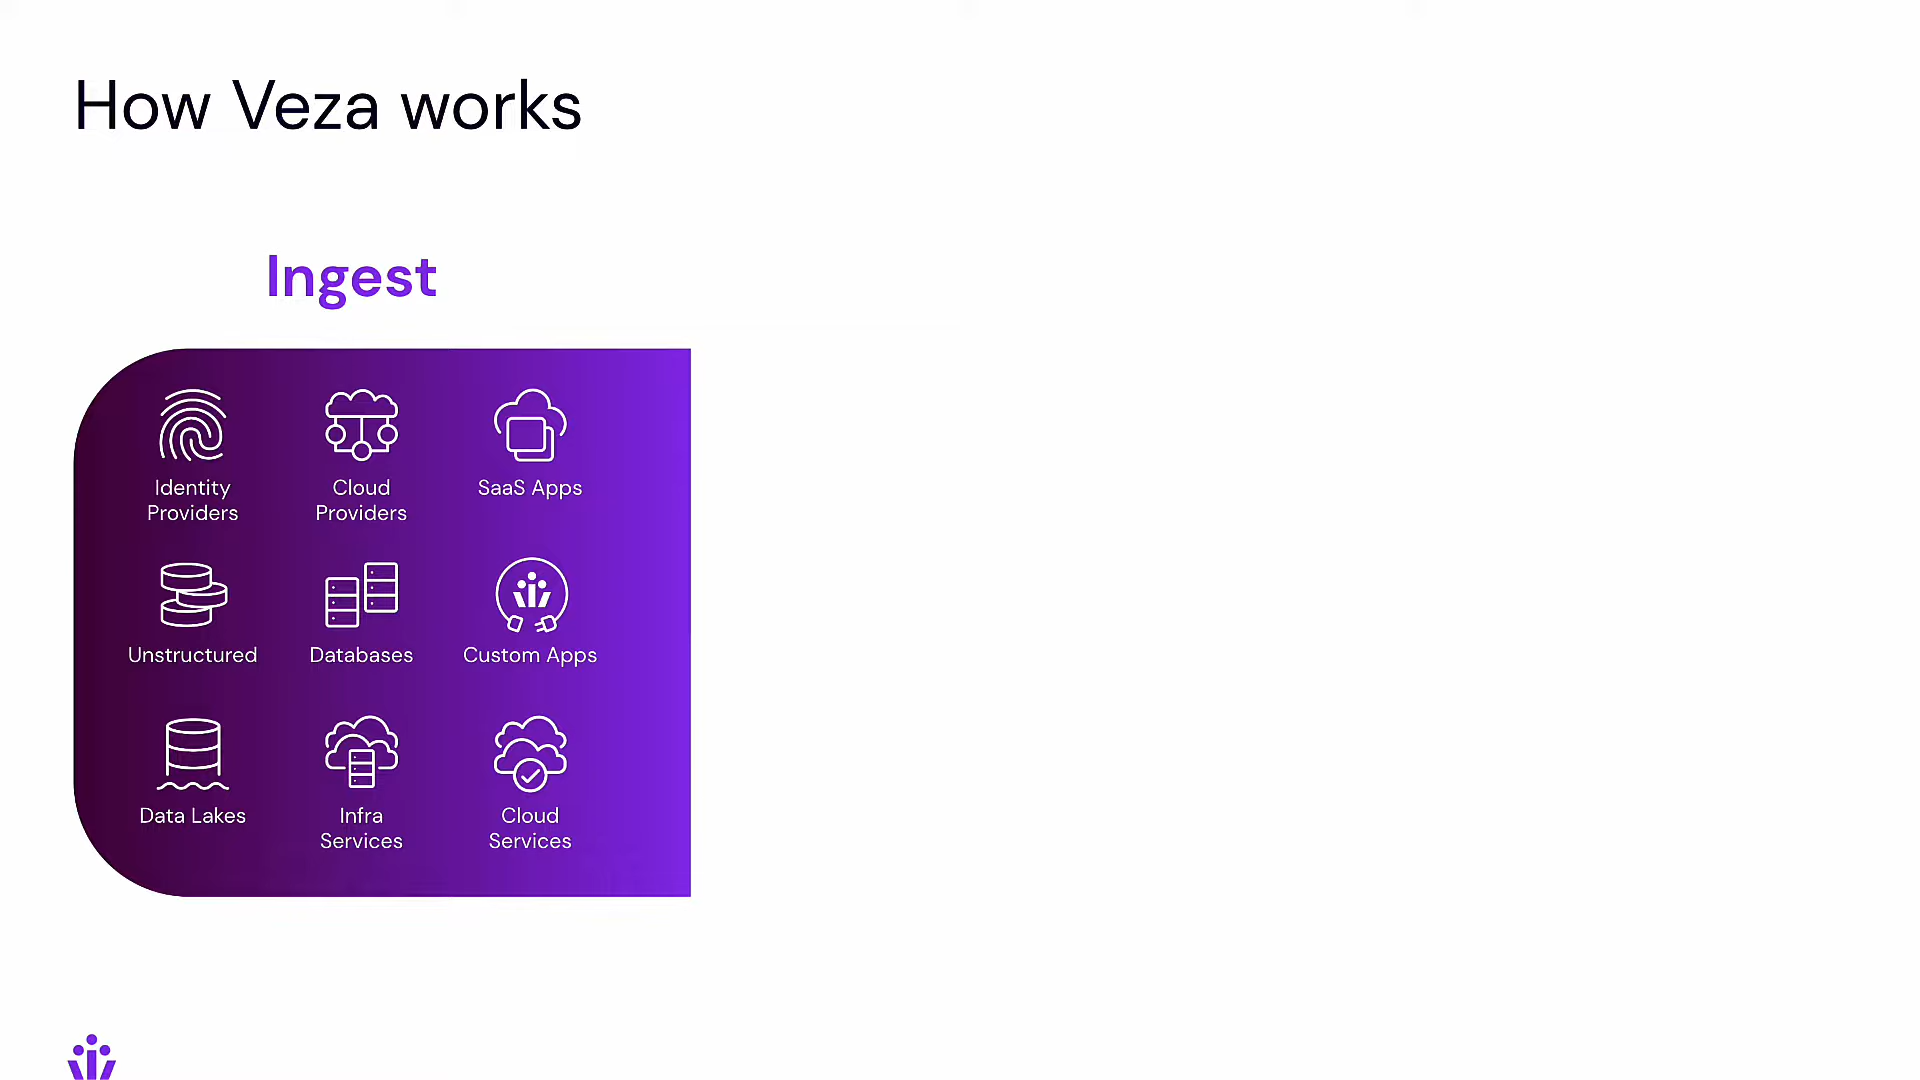 How Veza works
Ingest
Identity Providers
Cloud Providers
SaaS Apps
Unstructured
Databases
Custom Apps
Data Lakes
Infra Services
Cloud Services